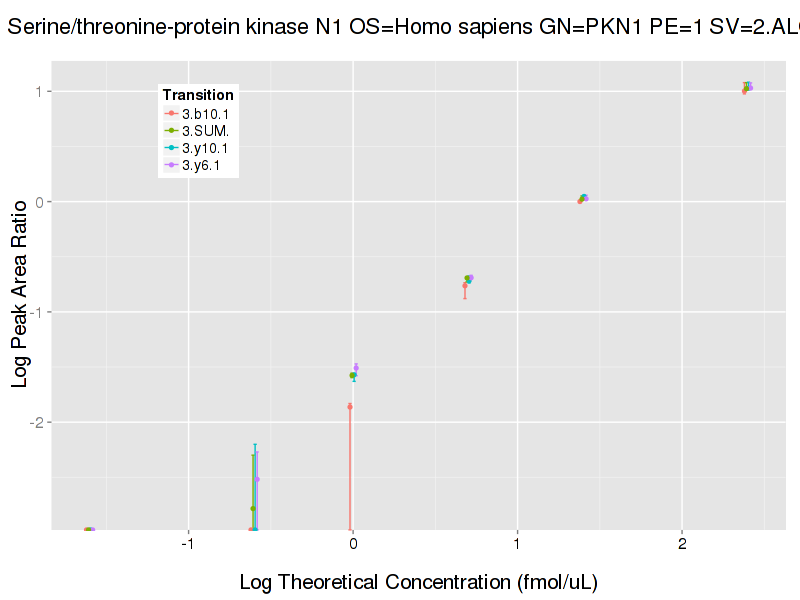 Serine/threonine-protein kinase N1 OS=Homo sapiens GN=PKN1 PE=1 SV=2.AL
Transition
3.b10.1
3.SUM.
3.y10.1
3.y6.1
1
0
-1
-2
Log Peak Area Ratio
-1
0
1
2
Log Theoretical Concentration (fmol/uL)